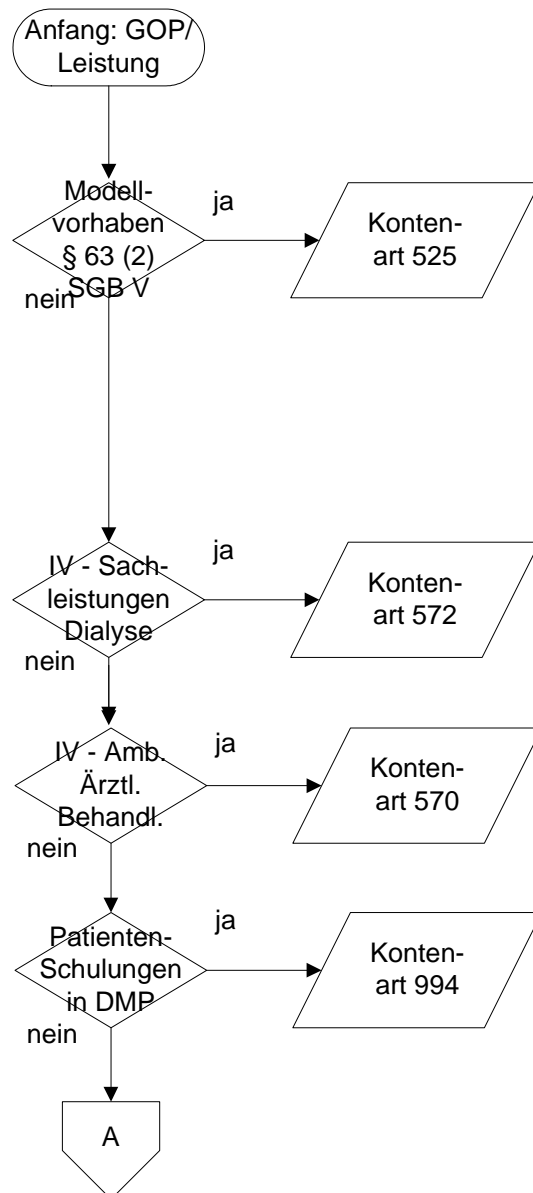 Anfang: GOP/
Leistung
Modell-
vorhaben
§ 63 (2)
SGB V
ja
Konten-
art 525
nein
IV - Sach-
leistungen
Dialyse
ja
Konten-
art 572
nein
IV - Amb.
Ärztl.
Behandl.
ja
Konten-
art 570
nein
Patienten-
Schulungen
in DMP
ja
Konten-
art 994
nein
A